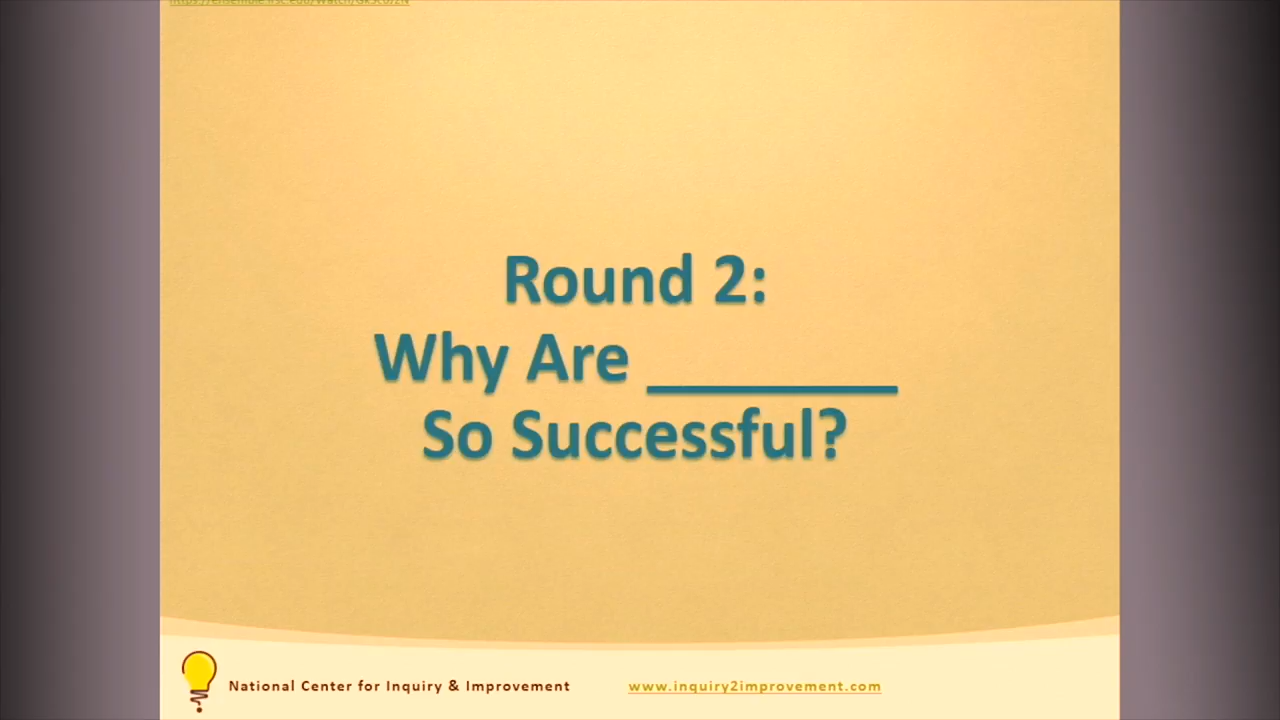 Round 2:
Why Are ________
So Successful?
National Center for Inquiry & Improvement
www.inquiry2improvement.com